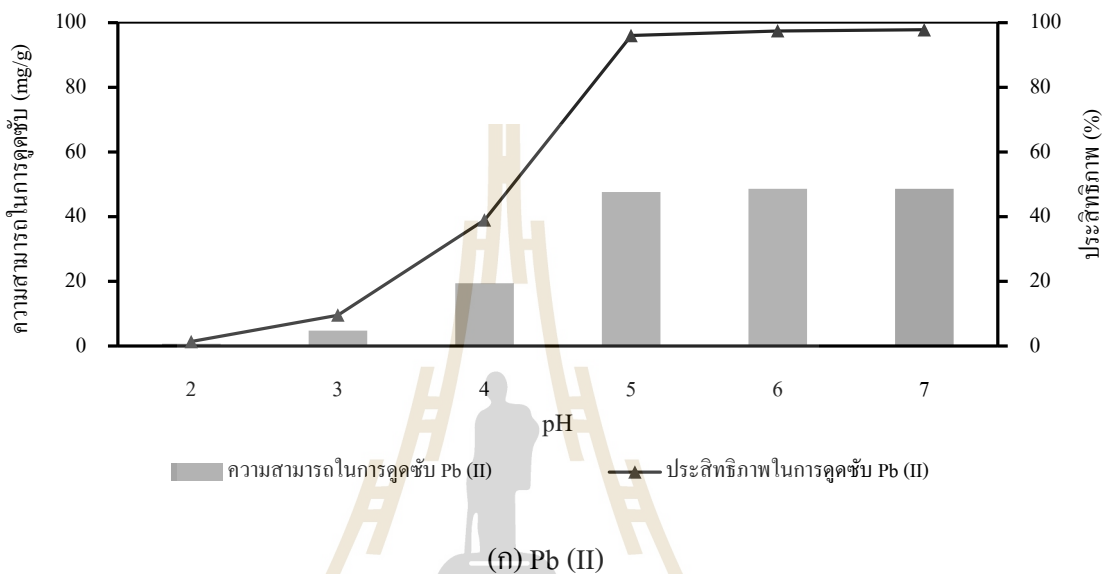 100 100
80 80
60 60
40 40
20 20
0 0
ความสามารถในการดูดซับ (mg/g)
ประสิทธิภาพ (%)
2 3 4 5 6 7
pH
ความสามารถในการดูดซับ Pb (II) ประสิทธิภาพในการดูดซับ Pb (II)
(ก) Pb (II)